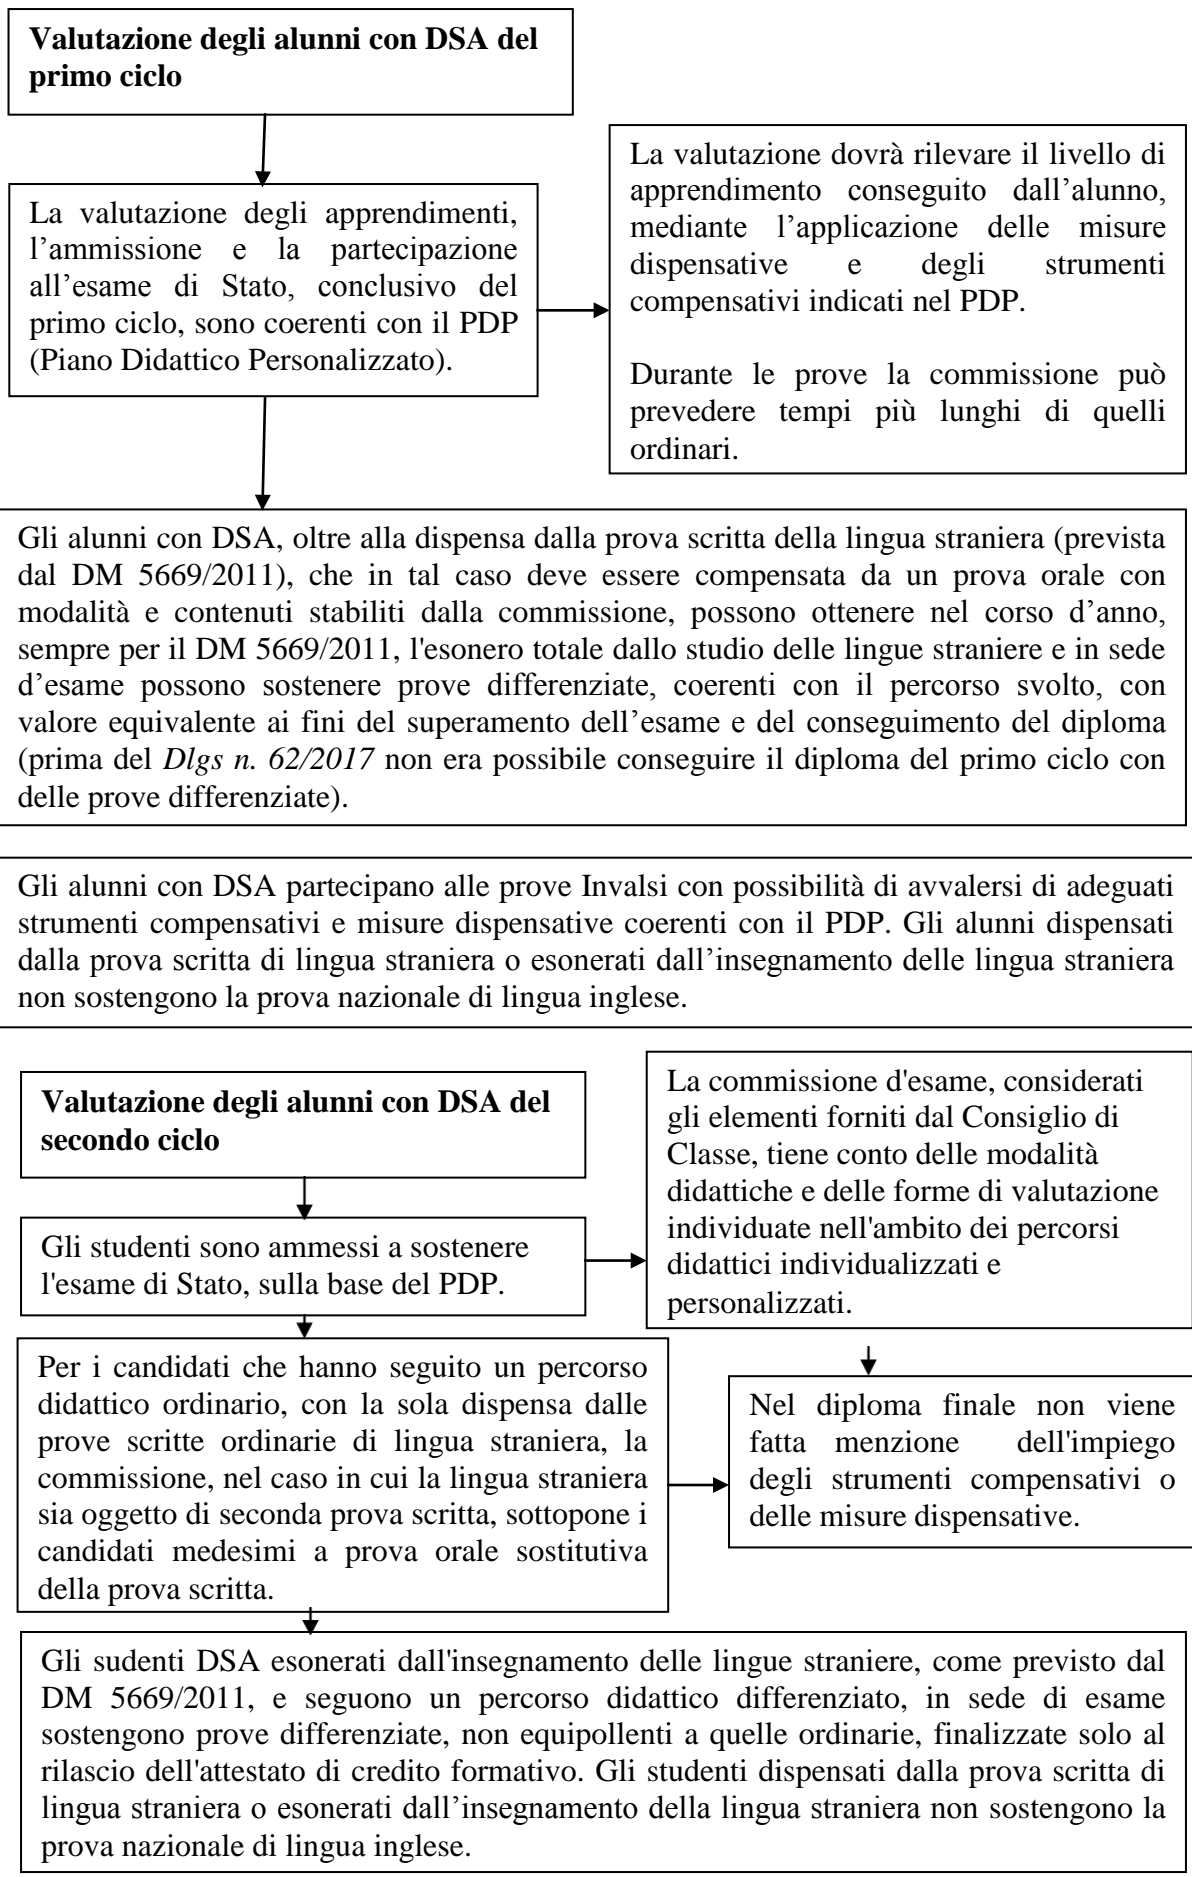 Valutazione degli alunni con DSA del
primo ciclo
La valutazione degli apprendimenti,
l’ammissione e la partecipazione
all’esame di Stato, conclusivo del
primo ciclo, sono coerenti con il PDP
(Piano Didattico Personalizzato).
La valutazione dovrà rilevare il livello di
apprendimento conseguito dall’alunno,
mediante l’applicazione delle misure
dispensative e degli strumenti
compensativi indicati nel PDP.
Durante le prove la commissione può
prevedere tempi più lunghi di quelli
ordinari.
Gli alunni con DSA, oltre alla dispensa dalla prova scritta della lingua straniera (prevista
dal DM 5669/2011), che in tal caso deve essere compensata da un prova orale con
modalità e contenuti stabiliti dalla commissione, possono ottenere nel corso d’anno,
sempre per il DM 5669/2011, l'esonero totale dallo studio delle lingue straniere e in sede
d’esame possono sostenere prove differenziate, coerenti con il percorso svolto, con
valore equivalente ai fini del superamento dell’esame e del conseguimento del diploma
(prima del Dlgs n. 62/2017 non era possibile conseguire il diploma del primo ciclo con
delle prove differenziate).
Gli alunni con DSA partecipano alle prove Invalsi con possibilità di avvalersi di adeguati
strumenti compensativi e misure dispensative coerenti con il PDP. Gli alunni dispensati
dalla prova scritta di lingua straniera o esonerati dall’insegnamento delle lingua straniera
non sostengono la prova nazionale di lingua inglese.
Valutazione degli alunni con DSA del
secondo ciclo
Gli studenti sono ammessi a sostenere
l'esame di Stato, sulla base del PDP.
La commissione d'esame, considerati
gli elementi forniti dal Consiglio di
Classe, tiene conto delle modalità
didattiche e delle forme di valutazione
individuate nell'ambito dei percorsi
didattici individualizzati e
personalizzati.
Per i candidati che hanno seguito un percorso
didattico ordinario, con la sola dispensa dalle
prove scritte ordinarie di lingua straniera, la
commissione, nel caso in cui la lingua straniera
sia oggetto di seconda prova scritta, sottopone i
candidati medesimi a prova orale sostitutiva
della prova scritta.
Nel diploma finale non viene
fatta menzione dell'impiego
degli strumenti compensativi o
delle misure dispensative.
Gli sudenti DSA esonerati dall'insegnamento delle lingue straniere, come previsto dal
DM 5669/2011, e seguono un percorso didattico differenziato, in sede di esame
sostengono prove differenziate, non equipollenti a quelle ordinarie, finalizzate solo al
rilascio dell'attestato di credito formativo. Gli studenti dispensati dalla prova scritta di
lingua straniera o esonerati dall’insegnamento della lingua straniera non sostengono la
prova nazionale di lingua inglese.